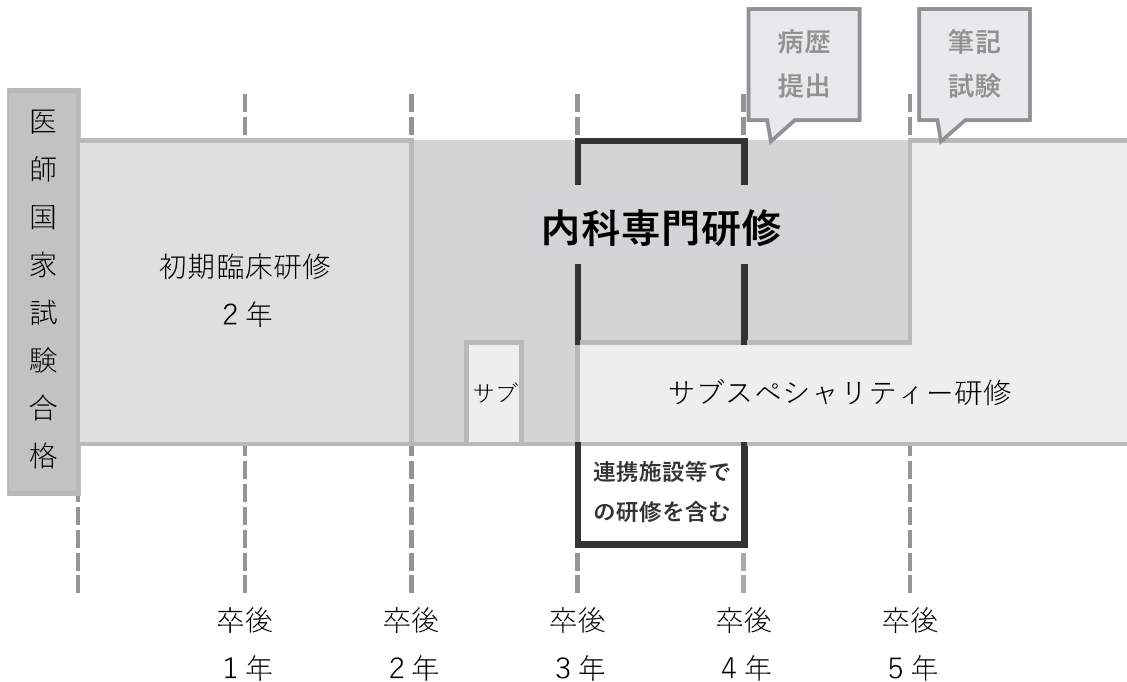 病歴
提出
筆記
試験
医師国家試験合格
内科専門研修
初期臨床研修
2年
サブ
サブスペシャリティー研修
連携施設等で
の研修を含む
卒後
1年
卒後
2年
卒後
3年
卒後
4年
卒後
5年